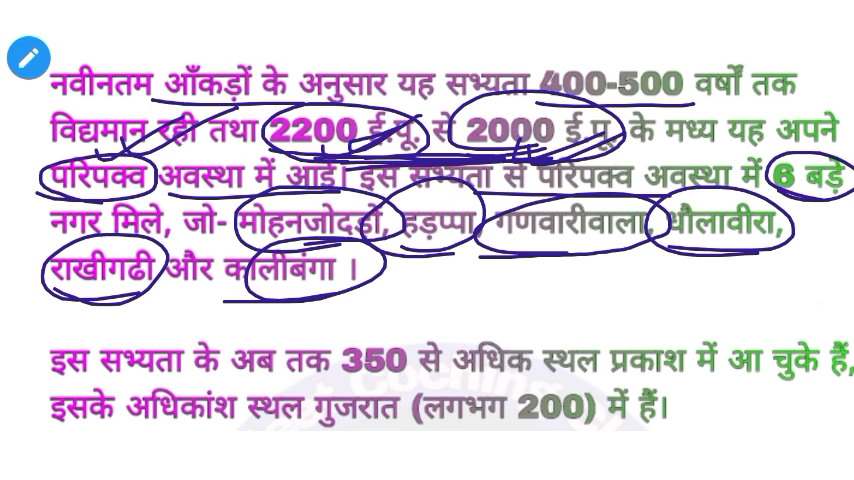 नवीनतम आँकड़ों के अनुसार यह सभ्यता 400-500 वर्षों तक
विद्यमान रही तथा 2200 ई.पू. से 2000 ई.पू. के मध्य यह अपने
परिपक्व अवस्था में आई। इस सभ्यता से परिपक्व अवस्था में 6 बड़े
नगर मिले, जो- मोहनजोदड़ो, हड़प्पा, गणवारीवाला, धौलावीरा,
राखीगढी और कालीबंगा ।
इस सभ्यता के अब तक 350 से अधिक स्थल प्रकाश में आ चुके हैं,
इसके अधिकांश स्थल गुजरात (लगभग 200) में हैं।